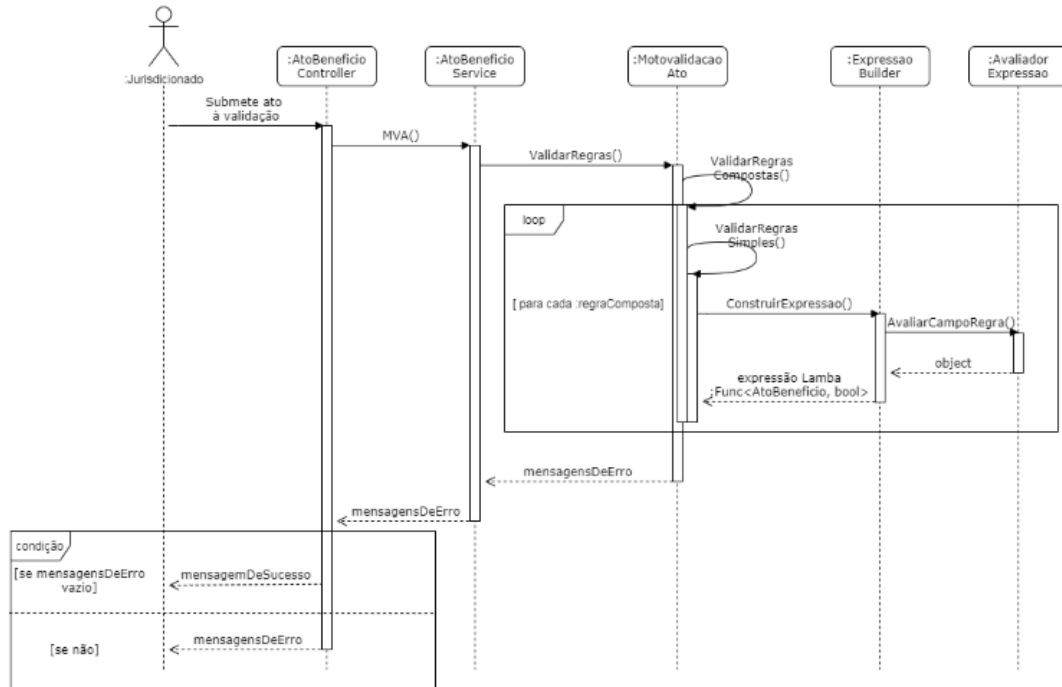 :Jurisdicionado
:AtoBeneficio
Controller
:AtoBeneficio
Service
:Motovalidacao
Ato
:Expressao
Builder
:Avaliador
Expressao
Submete ato
à validação
MVA()
ValidarRegras()
ValidarRegras
Compostas()
loop
ValidarRegras
Simples()
[ para cada :regraComposta]
ConstruirExpressao()
AvaliarCampoRegra()
object
expressão Lamba
:Func<AtoBeneficio, bool>
mensagensDeErro
mensagensDeErro
condição
[se mensagensDeErro
vazio]
mensagemDeSucesso
[se não]
mensagensDeErro